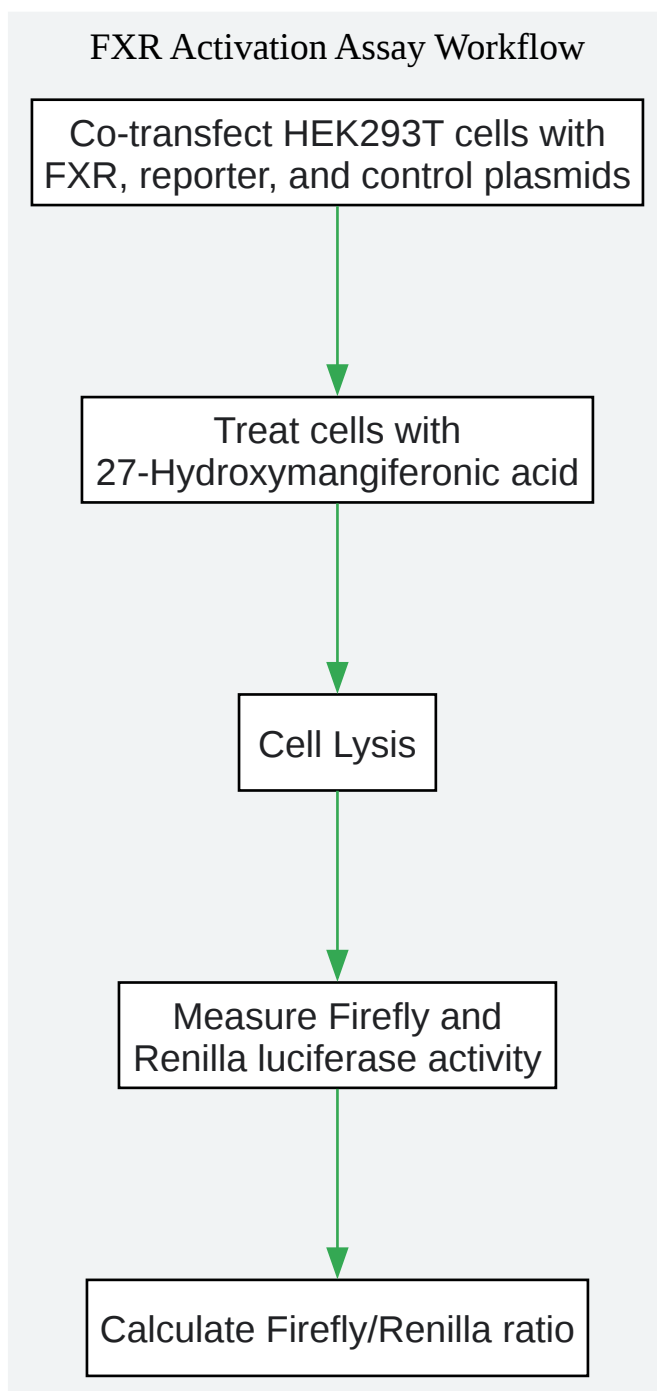 FXR Activation Assay Workflow
Co-transfect HEK293T cells with
FXR, reporter, and control plasmids
Treat cells with
27-Hydroxymangiferonic acid
Cell Lysis
Measure Firefly and
Renilla luciferase activity
Calculate Firefly/Renilla ratio